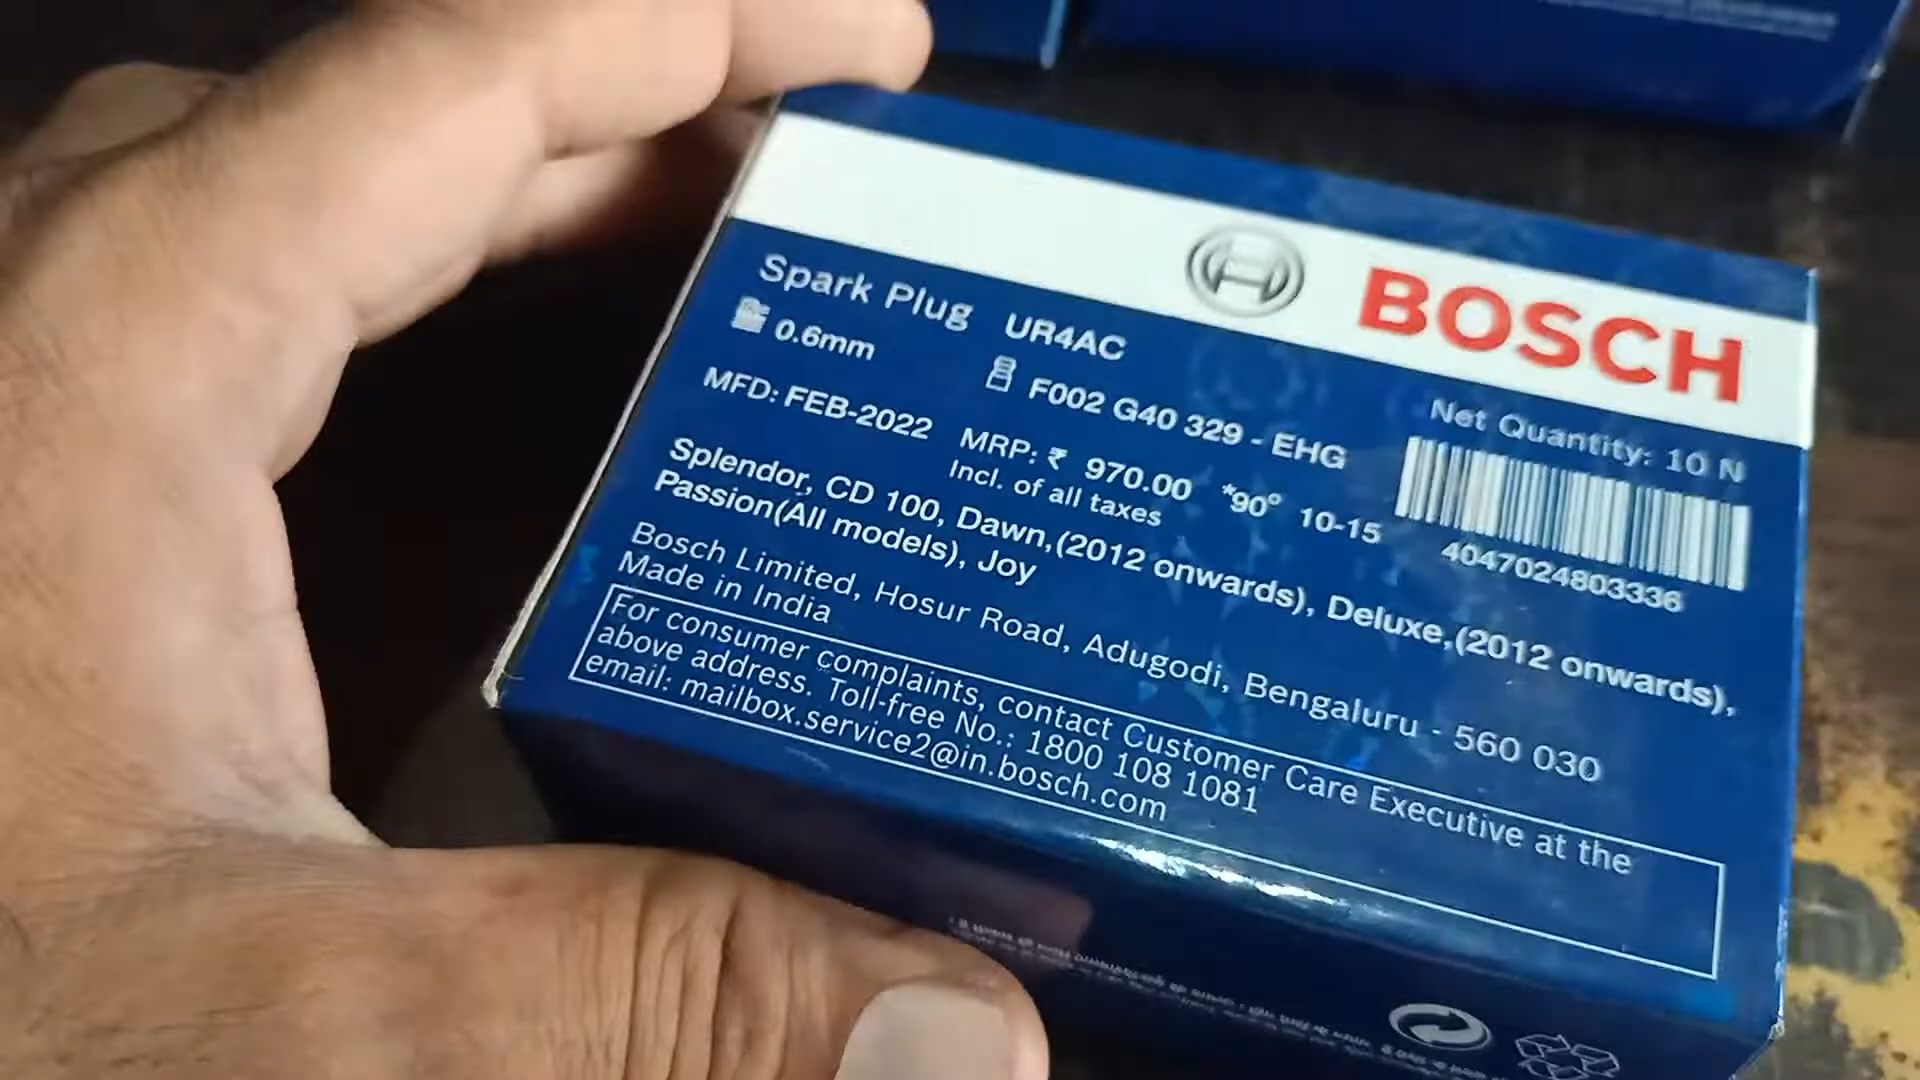 BOSCH
Spark Plug UR4AC
0.6mm F002 G40 329 - EHG
Net Quantity: 10 N
MFD: FEB-2022 MRP: ₹ 970.00 *90° 10-15
Incl. of all taxes
4047024803336
Splendor, CD 100, Dawn,(2012 onwards), Deluxe,(2012 onwards),
Passion(All models), Joy
Bosch Limited, Hosur Road, Adugodi, Bengaluru - 560 030
Made in India
For consumer complaints, contact Customer Care Executive at the
above address. Toll-free No.: 1800 108 1081
email: mailbox.service2@in.bosch.com